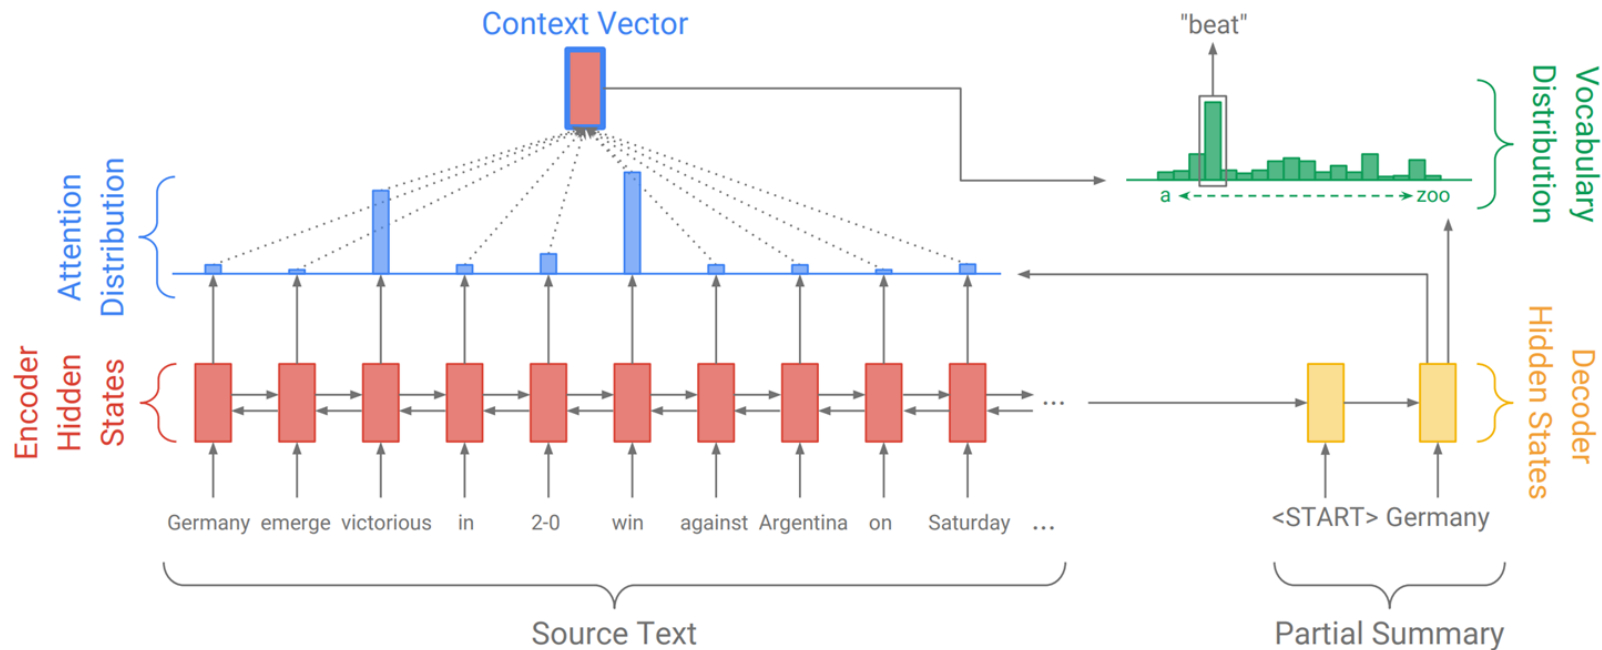 Context Vector
"beat"
Attention
Distribution
a
zoo
Vocabulary
Distribution
Encoder
Hidden
States
...
Decoder
Hidden States
Germany emerge victorious in 2-0 win against Argentina on Saturday ...
<START> Germany
Source Text
Partial Summary